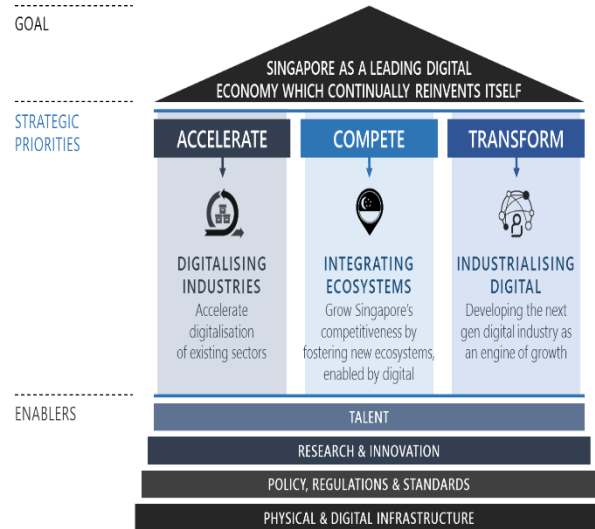 GOAL
SINGAPORE AS A LEADING DIGITAL
ECONOMY WHICH CONTINUALLY REINVENTS ITSELF
STRATEGIC
PRIORITIES
ACCELERATE
DIGITALISING
INDUSTRIES
Accelerate
digitalisation
of existing sectors
COMPETE
INTEGRATING
ECOSYSTEMS
Grow Singapore's
competitiveness by
fostering new ecosystems,
enabled by digital
TRANSFORM
INDUSTRIALISING
DIGITAL
Developing the next
gen digital industry as
an engine of growth
ENABLERS
TALENT
RESEARCH & INNOVATION
POLICY, REGULATIONS & STANDARDS
PHYSICAL & DIGITAL INFRASTRUCTURE